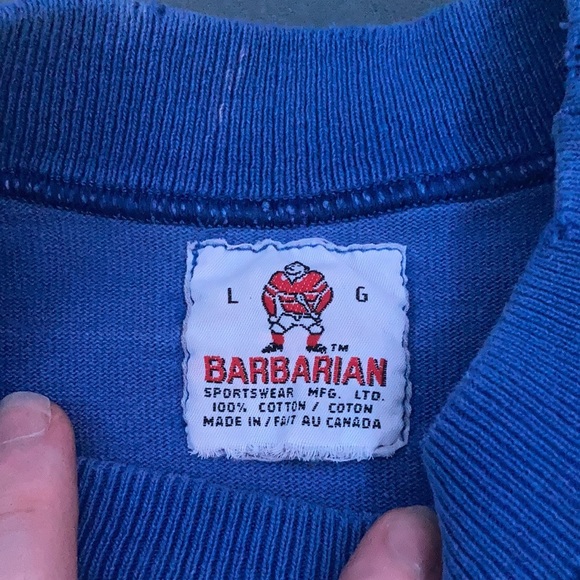 L G
TM
BARBARIAN
SPORTSWEAR MFG. LTD.
100% COTTON / COTON
MADE IN / FAIT AU CANADA